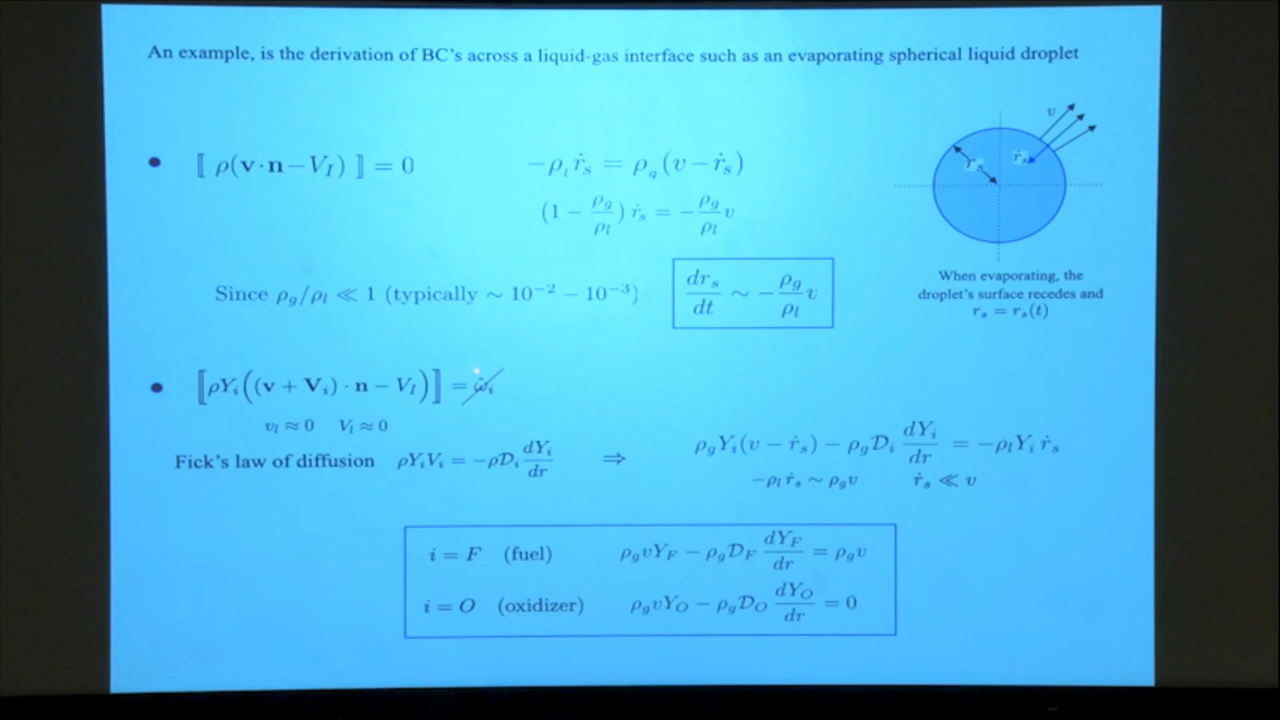 An example, is the derivation of BC's across a liquid-gas interface such as an evaporating spherical liquid droplet
• ⟦ ρ(v·n − V_I) ⟧ = 0
−ρ_l ṙ_s = ρ_g (v − ṙ_s)
(1 − ρ_g/ρ_l) ṙ_s = −(ρ_g/ρ_l) v
Since ρ_g/ρ_l ≪ 1 (typically ~ 10^−2 − 10^−3)
dr_s/dt ~ −(ρ_g/ρ_l) v
v
r_s
ṙ_s
When evaporating, the
droplet's surface recedes and
r_s = r_s(t)
• ⟦ρY_i((v + V_i) · n − V_I)⟧ = ω̇_i
v_l ≈ 0 V_l ≈ 0
Fick's law of diffusion ρY_iV_i = −ρD_i dY_i/dr ⇒
ρ_gY_i(v − ṙ_s) − ρ_gD_i dY_i/dr = −ρ_lY_i ṙ_s
−ρ_l ṙ_s ~ ρ_g v ṙ_s ≪ v
i = F (fuel) ρ_g vY_F − ρ_g D_F dY_F/dr = ρ_g v
i = O (oxidizer) ρ_g vY_O − ρ_g D_O dY_O/dr = 0